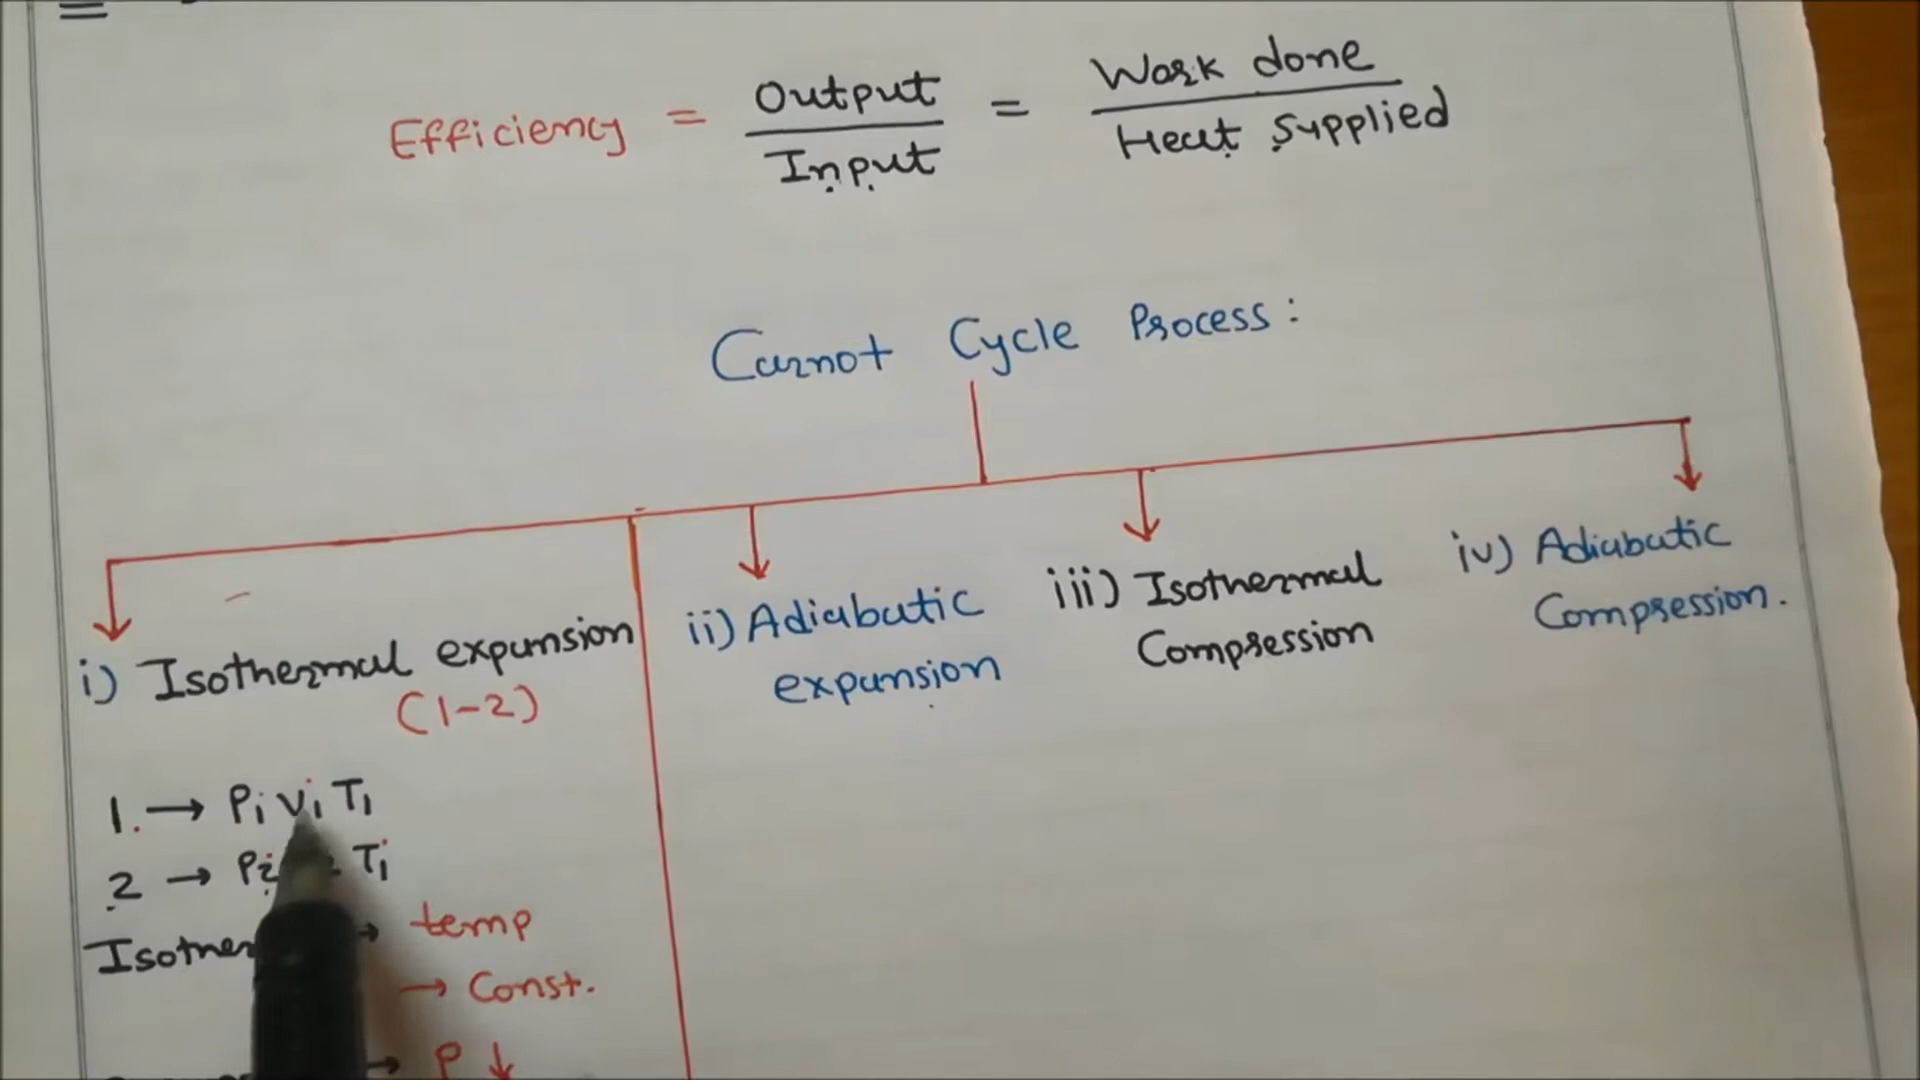 Efficiency = Output / Input = Work done / Heat supplied
Carnot Cycle Process:
i) Isothermal expansion
(1-2)
1. → P1 V1 T1
2 → P2 T1
→ temp
→ Const.
→ P ↓
ii) Adiabatic
expansion
iii) Isothermal
Compression
iv) Adiabatic
Compression.